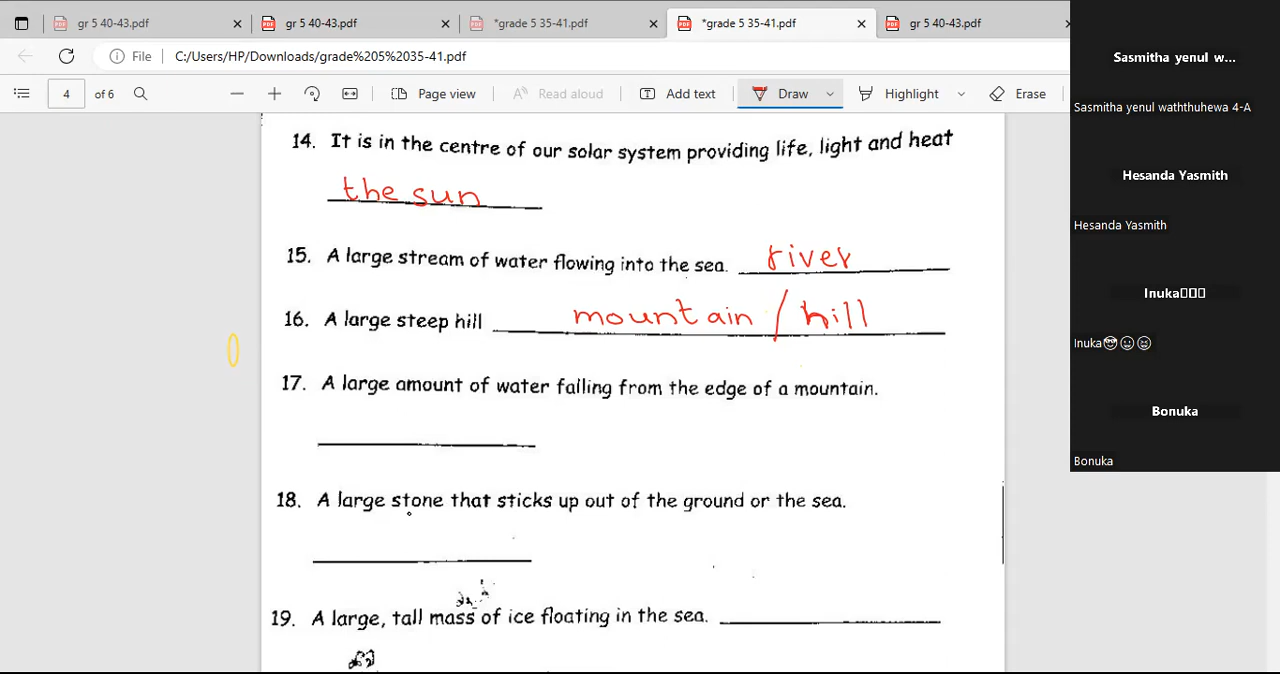 gr 5 40-43.pdf
gr 5 40-43.pdf
*grade 5 35-41.pdf
*grade 5 35-41.pdf
gr 5 40-43.pdf
File C:/Users/HP/Downloads/grade%205%2035-41.pdf
4 of 6 Page view Read aloud Add text Draw Highlight Erase
14. It is in the centre of our solar system providing life, light and heat
the sun
15. A large stream of water flowing into the sea. river
16. A large steep hill mountain / hill
17. A large amount of water falling from the edge of a mountain.
18. A large stone that sticks up out of the ground or the sea.
19. A large, tall mass of ice floating in the sea.
Sasmitha yenul w...
Sasmitha yenul waththuhewa 4-A
Hesanda Yasmith
Hesanda Yasmith
Inuka
Inuka😎😐😆
Bonuka
Bonuka